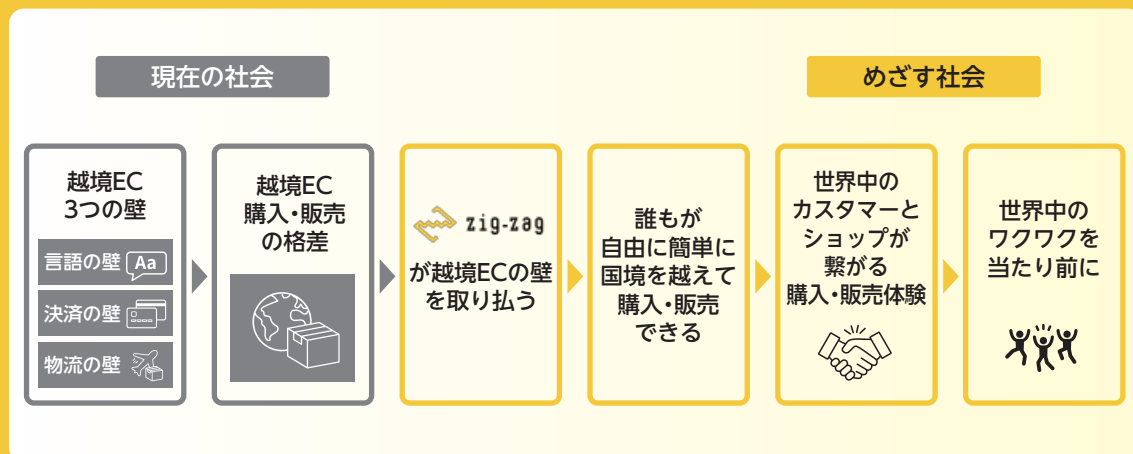 現在の社会
めざす社会
越境EC
3つの壁
言語の壁 Aa
決済の壁
物流の壁
越境EC
購入・販売
の格差
zig-zag
が越境ECの壁
を取り払う
誰もが
自由に簡単に
国境を越えて
購入・販売
できる
世界中の
カスタマーと
ショップが
繋がる
購入・販売体験
世界中の
ワクワクを
当たり前に